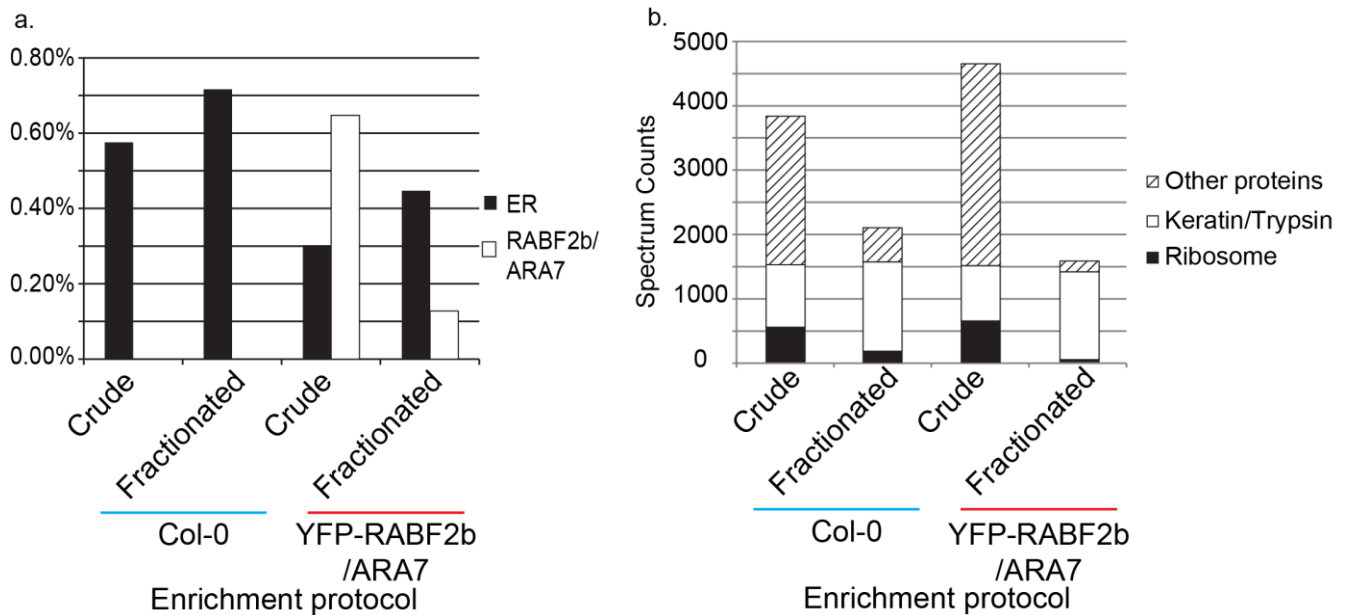 a.
0.80%
0.60%
0.40%
0.20%
0.00%
ER
RABF2b/
ARA7
Crude
Fractionated
Crude
Fractionated
Col-0
YFP-RABF2b
/ARA7
Enrichment protocol
b.
Spectrum Counts
5000
4000
3000
2000
1000
0
Other proteins
Keratin/Trypsin
Ribosome
Crude
Fractionated
Crude
Fractionated
Col-0
YFP-RABF2b
/ARA7
Enrichment protocol